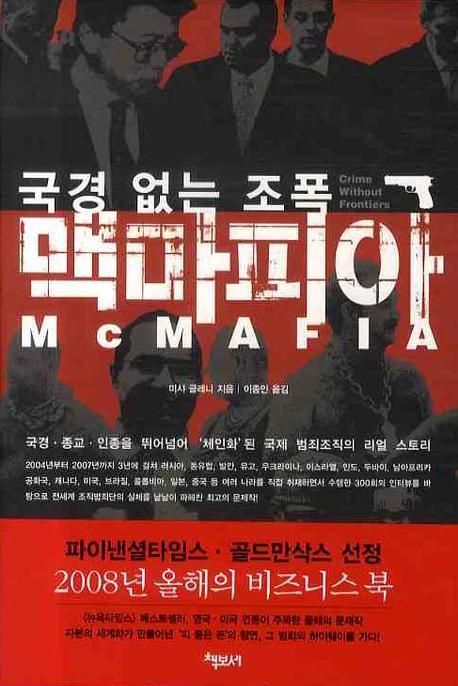 국경 없는 조폭
Crime
Without
Frontiers
맥마피아
McMAFIA
미샤 글레니 지음 | 이종인 옮김
국경 · 종교 · 인종을 뛰어넘어 '체인화'된 국제 범죄조직의 리얼 스토리
2004년부터 2007년까지 3년에 걸쳐 러시아, 동유럽, 발칸, 유고, 우크라이나, 이스라엘, 인도, 두바이, 남아프리카
공화국, 캐나다, 미국, 브라질, 콜롬비아, 일본, 중국 등 여러 나라를 직접 취재하면서 수행한 300회의 인터뷰를 바
탕으로 전세계 조직범죄단의 실체를 낱낱이 파헤친 최고의 문제작!
파이낸셜타임스 · 골드만삭스 선정
2008년 올해의 비즈니스 북
〈뉴욕타임스〉 베스트셀러, 영국 · 미국 언론이 주목한 올해의 문제작
자본의 세계화가 만들어낸 '피 묻은 돈'의 향연, 그 범죄의 하이웨이를 가다!
책보세